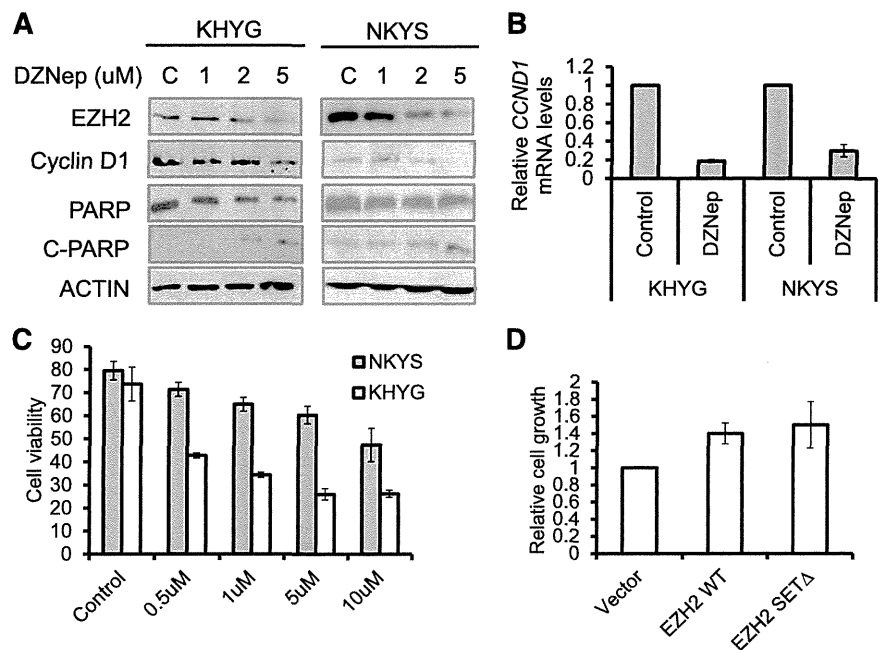 A
KHYG
NKYS
DZNep (uM) C 1 2 5 C 1 2 5
EZH2
Cyclin D1
PARP
C-PARP
ACTIN
B
Relative CCND1
mRNA levels
1.2
1
0.8
0.6
0.4
0.2
0
Control
DZNep
Control
DZNep
KHYG
NKYS
C
Cell viability
90
80
70
60
50
40
30
20
10
0
NKYS
KHYG
Control
0.5uM
1uM
5uM
10uM
D
Relative cell growth
2
1.8
1.6
1.4
1.2
1
0.8
0.6
0.4
0.2
0
Vector
EZH2 WT
EZH2 SETΔ